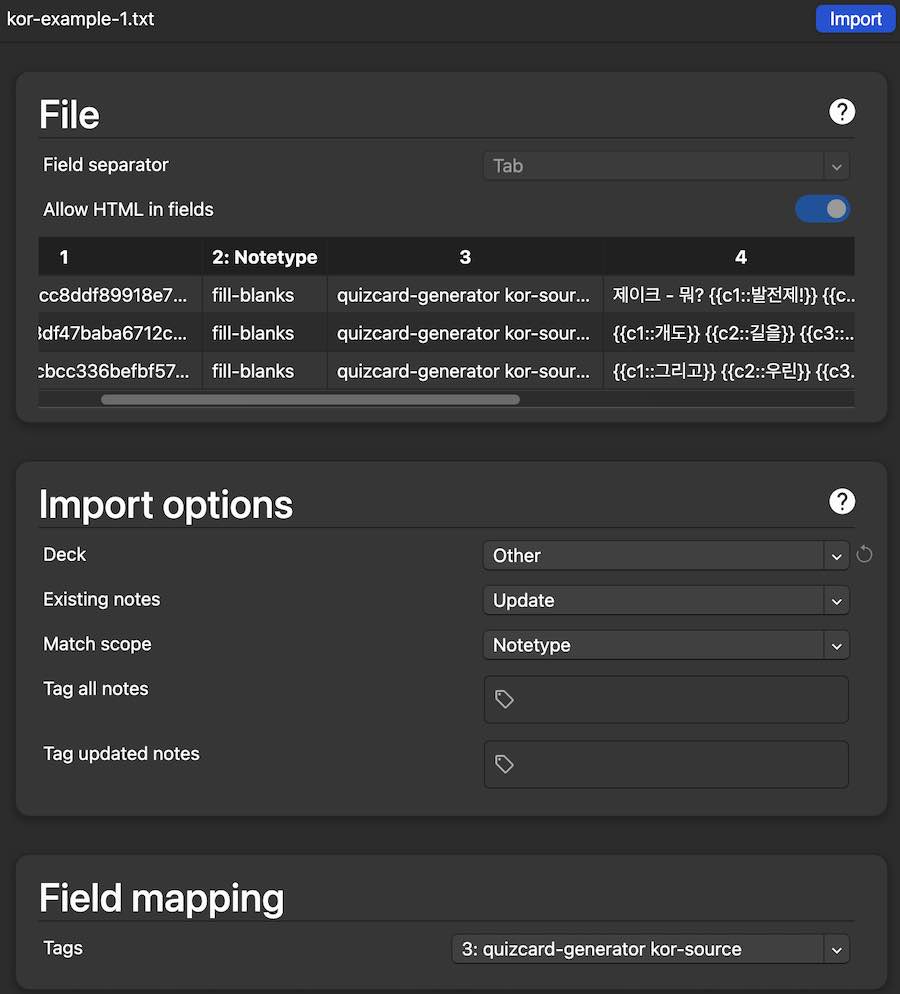 kor-example-1.txt
Import
File
?
Field separator
Tab
Allow HTML in fields
1 2: Notetype 3 4
cc8ddf89918e7... fill-blanks quizcard-generator kor-sour... 제이크 - 뭐? {{c1::발전제!}} {{c..
3df47baba6712c... fill-blanks quizcard-generator kor-sour... {{c1::개도}} {{c2::길을}} {{c3::...
cbcc336befbf57... fill-blanks quizcard-generator kor-sour... {{c1::그리고}} {{c2::우린}} {{c3.
Import options
?
Deck
Other
Existing notes
Update
Match scope
Notetype
Tag all notes
Tag updated notes
Field mapping
Tags
3: quizcard-generator kor-source